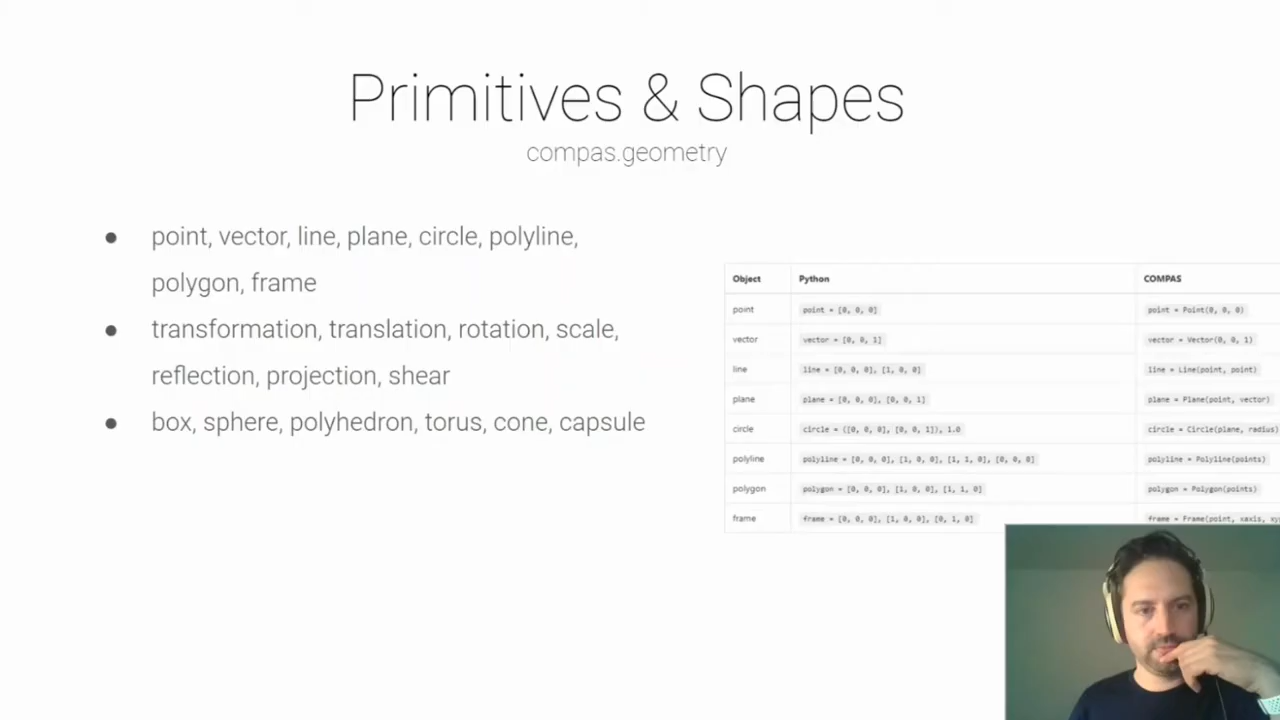 Primitives & Shapes
compas.geometry
● point, vector, line, plane, circle, polyline,
polygon, frame
● transformation, translation, rotation, scale,
reflection, projection, shear
● box, sphere, polyhedron, torus, cone, capsule
Object Python COMPAS
point point = [0, 0, 0] point = Point(0, 0, 0)
vector vector = [0, 0, 1] vector = Vector(0, 0, 1)
line line = [0, 0, 0], [1, 0, 0] line = Line(point, point)
plane plane = [0, 0, 0], [0, 0, 1] plane = Plane(point, vector)
circle circle = ([0, 0, 0], [0, 0, 1]), 1.0 circle = Circle(plane, radius)
polyline polyline = [0, 0, 0], [1, 0, 0], [1, 1, 0], [0, 0, 0] polyline = Polyline(points)
polygon polygon = [0, 0, 0], [1, 0, 0], [1, 1, 0] polygon = Polygon(points)
frame frame = [0, 0, 0], [1, 0, 0], [0, 1, 0] frame = Frame(point, xaxis,